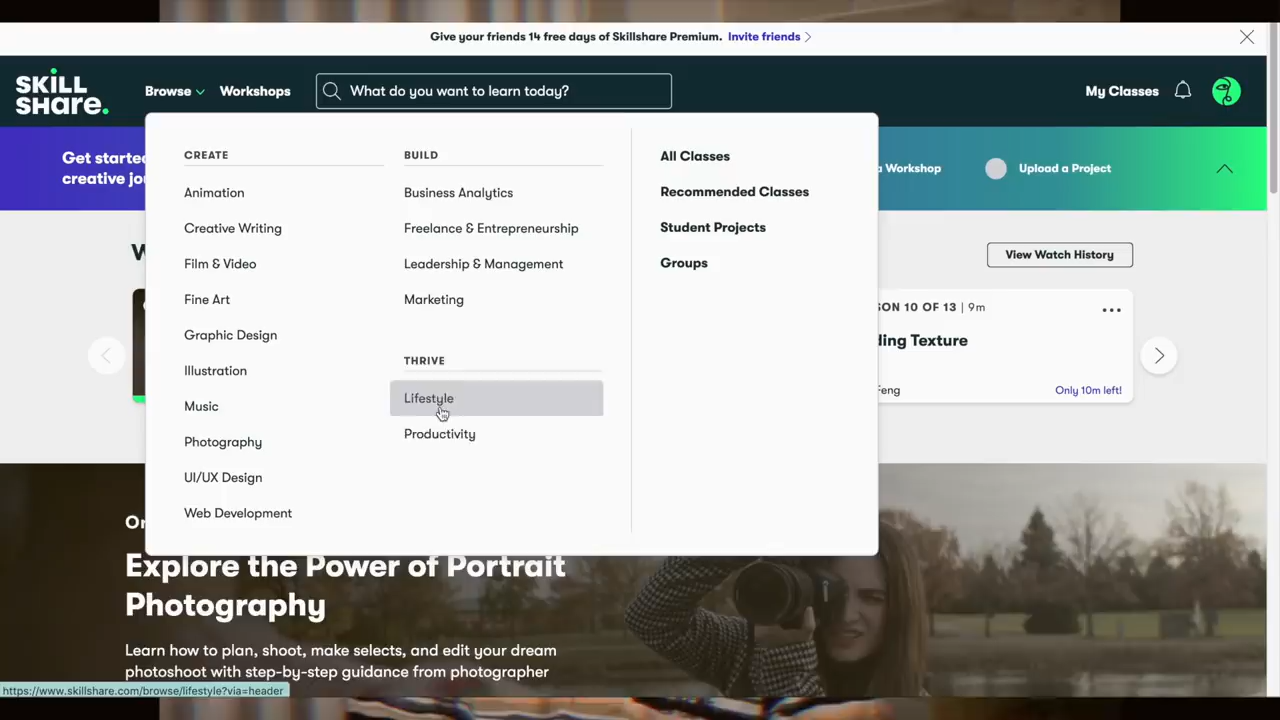 Give your friends 14 free days of Skillshare Premium. Invite friends
SKILL
SHARE.
Browse
Workshops
What do you want to learn today?
My Classes
Get starte
creative jo
a Workshop
Upload a Project
CREATE
Animation
Creative Writing
Film & Video
Fine Art
Graphic Design
Illustration
Music
Photography
UI/UX Design
Web Development
BUILD
Business Analytics
Freelance & Entrepreneurship
Leadership & Management
Marketing
THRIVE
Lifestyle
Productivity
All Classes
Recommended Classes
Student Projects
Groups
W
View Watch History
SON 10 OF 13 | 9m
ding Texture
Feng
Only 10m left!
Or
Explore the Power of Portrait
Photography
Learn how to plan, shoot, make selects, and edit your dream
photoshoot with step-by-step guidance from photographer
https://www.skillshare.com/browse/lifestyle?via=header